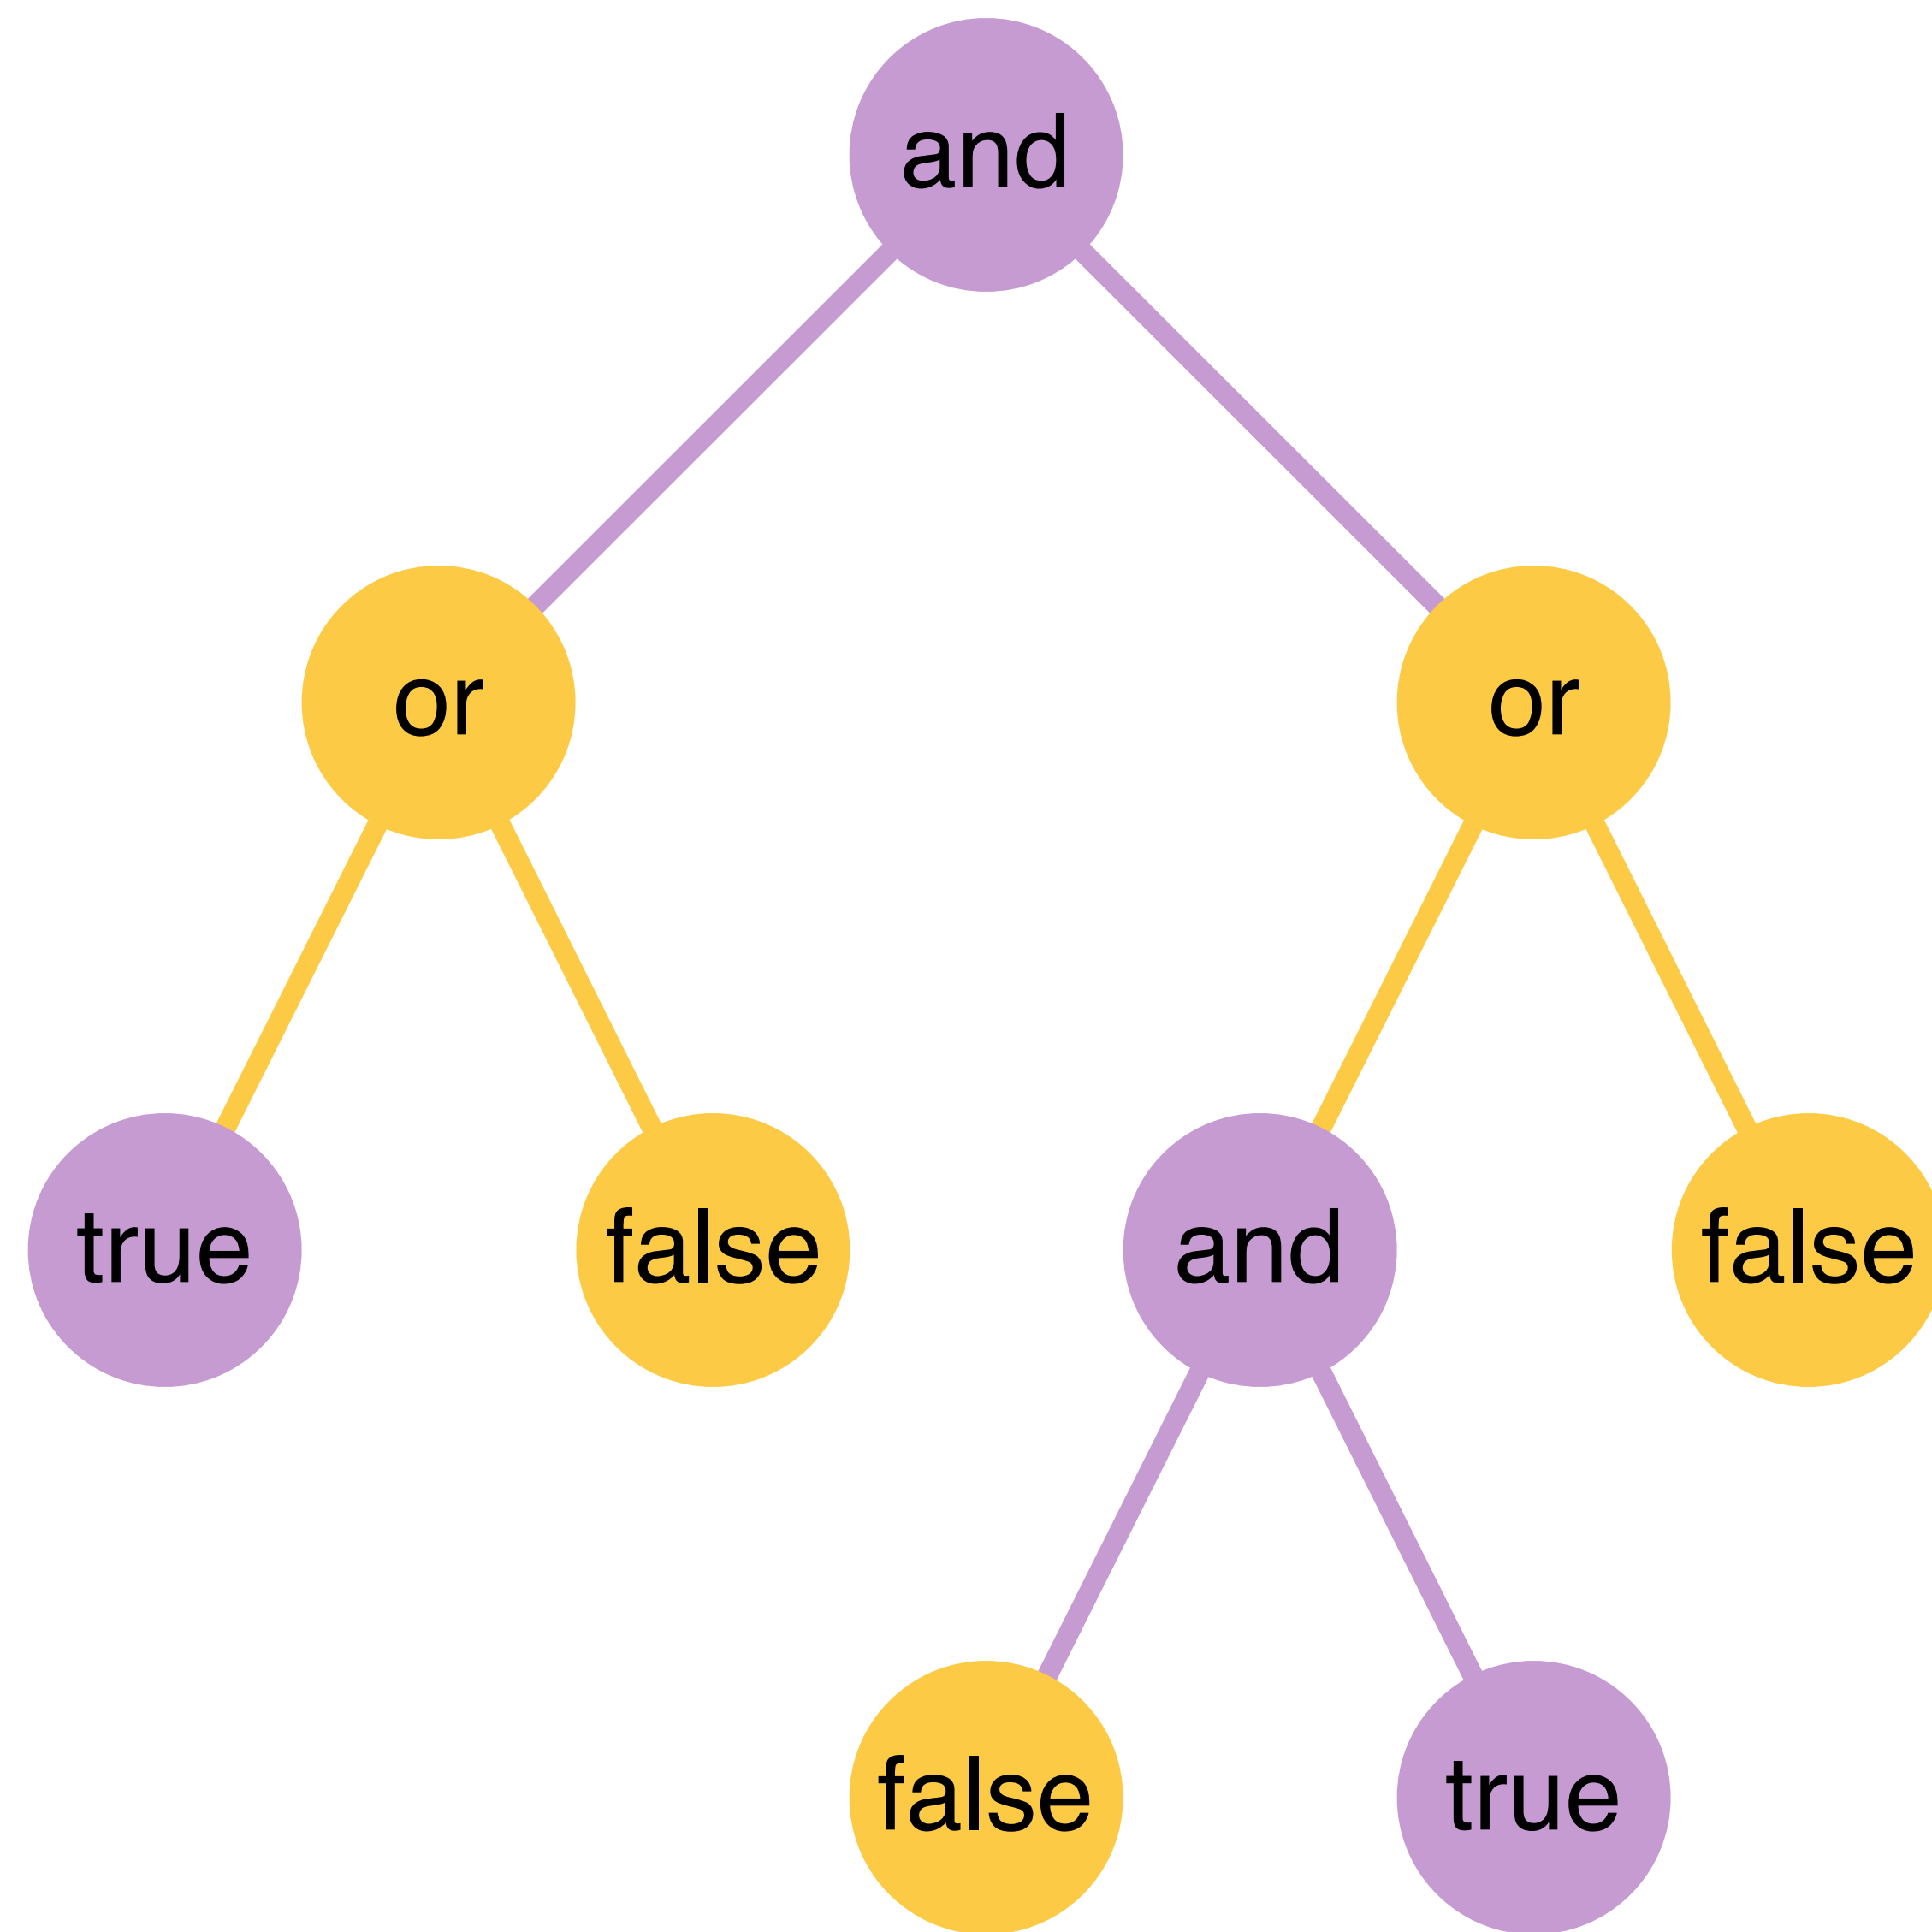 and
or or
true false and false
false true